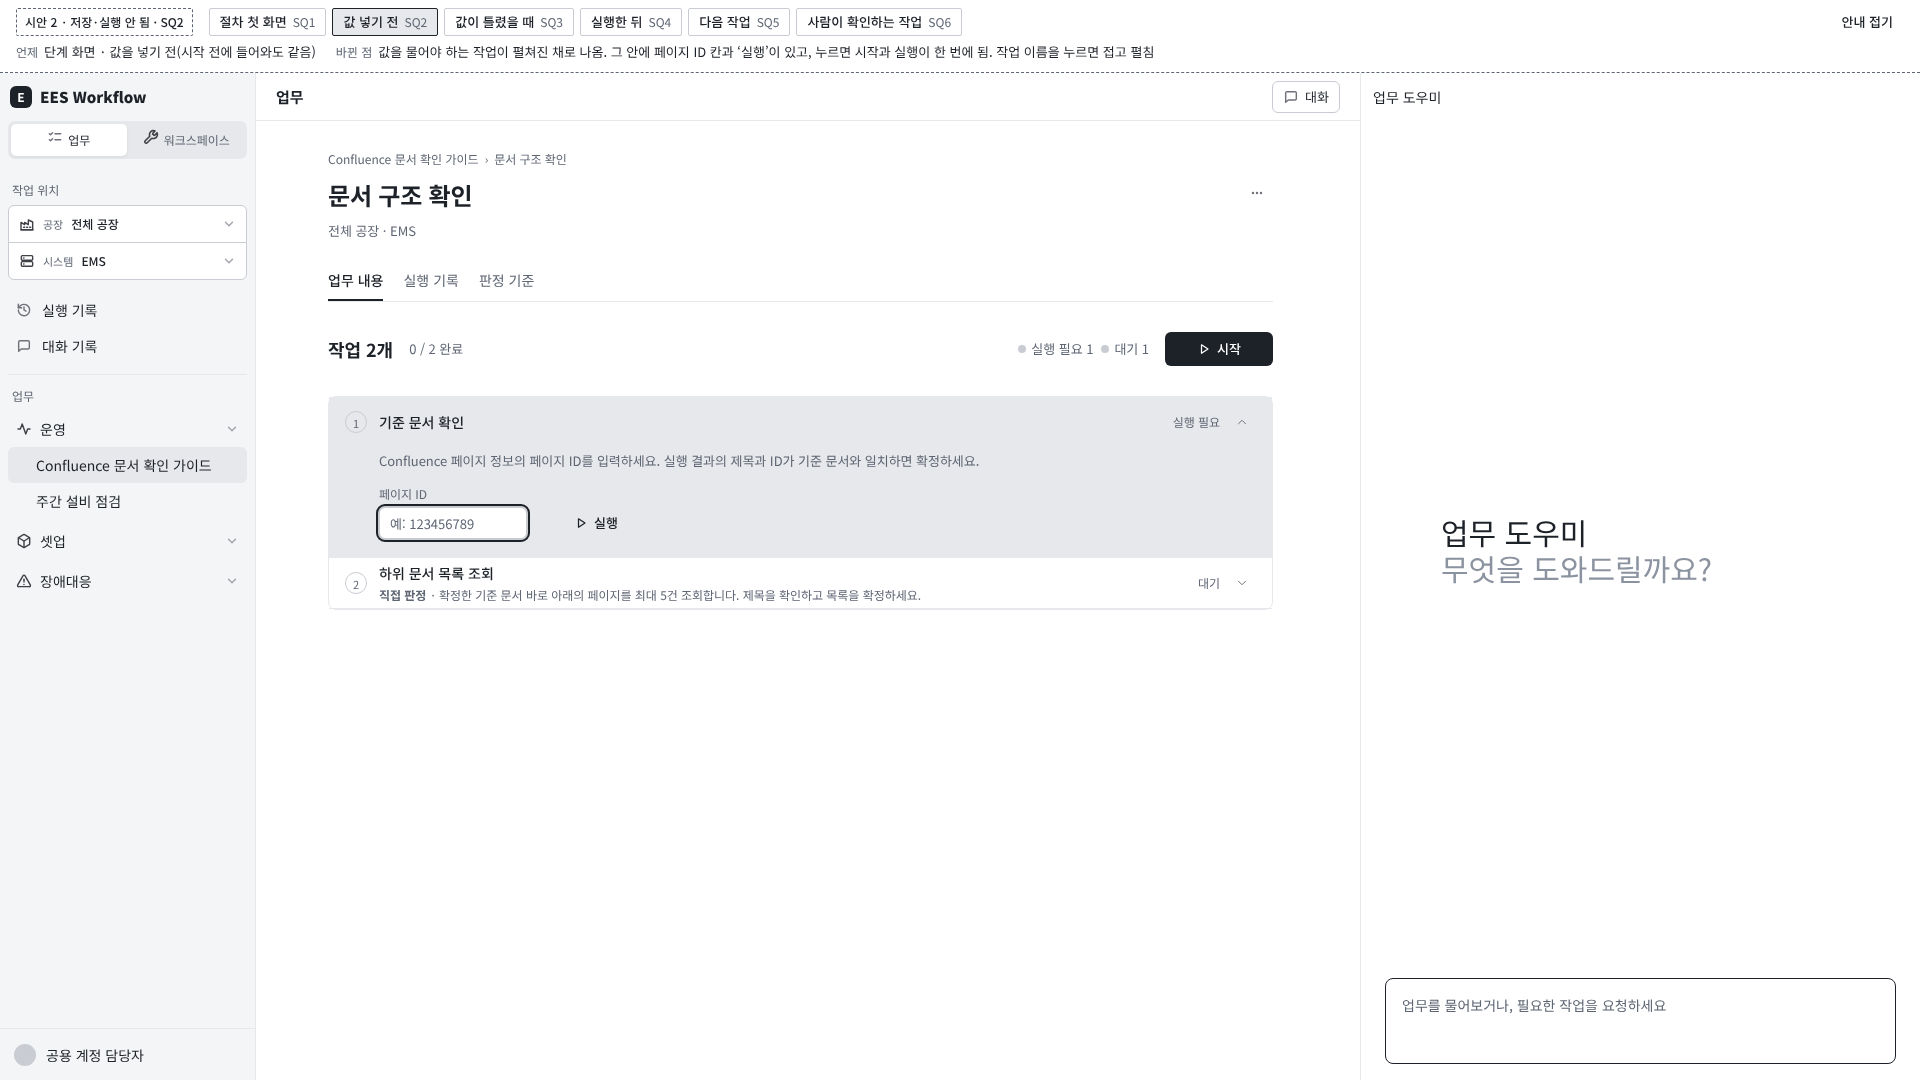 시안 2 · 저장·실행 안 됨 · SQ2
절차 첫 화면 SQ1
값 넣기 전 SQ2
값이 틀렸을 때 SQ3
실행한 뒤 SQ4
다음 작업 SQ5
사람이 확인하는 작업 SQ6
안내 접기
언제 단계 화면 · 값을 넣기 전(시작 전에 들어와도 같음)
바뀐 점 값을 물어야 하는 작업이 펼쳐진 채로 나옴. 그 안에 페이지 ID 칸과 ‘실행’이 있고, 누르면 시작과 실행이 한 번에 됨. 작업 이름을 누르면 접고 펼침
E EES Workflow
업무
워크스페이스
작업 위치
공장 전체 공장
시스템 EMS
실행 기록
대화 기록
업무
운영
Confluence 문서 확인 가이드
주간 설비 점검
셋업
장애대응
공용 계정 담당자
업무
대화
Confluence 문서 확인 가이드 › 문서 구조 확인
문서 구조 확인
전체 공장 · EMS
업무 내용
실행 기록
판정 기준
작업 2개 0 / 2 완료
실행 필요 1
대기 1
시작
1 기준 문서 확인
실행 필요
Confluence 페이지 정보의 페이지 ID를 입력하세요. 실행 결과의 제목과 ID가 기준 문서와 일치하면 확정하세요.
페이지 ID
예: 123456789
실행
2 하위 문서 목록 조회
직접 판정 · 확정한 기준 문서 바로 아래의 페이지를 최대 5건 조회합니다. 제목을 확인하고 목록을 확정하세요.
대기
업무 도우미
업무 도우미
무엇을 도와드릴까요?
업무를 물어보거나, 필요한 작업을 요청하세요